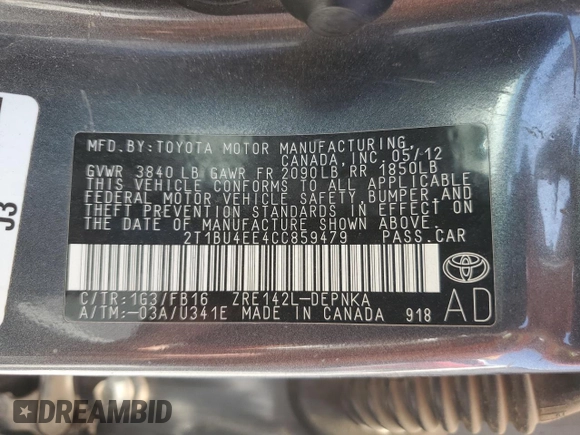 MFD. BY: TOYOTA MOTOR MANUFACTURING,
CANADA, INC. 05/12
GVWR 3840 LB GAWR FR 2090LB RR 1850LB
THIS VEHICLE CONFORMS TO ALL APPLICABLE
FEDERAL MOTOR VEHICLE SAFETY, BUMPER, AND
THEFT PREVENTION STANDARDS IN EFFECT ON
THE DATE OF MANUFACTURE SHOWN ABOVE.
2T1BU4EE4CC859479 PASS.CAR
C/TR:1G3/FB16 ZRE142L-DEPNKA
A/TM:-03A/U341E MADE IN CANADA 918
AD
J3
DREAMBID